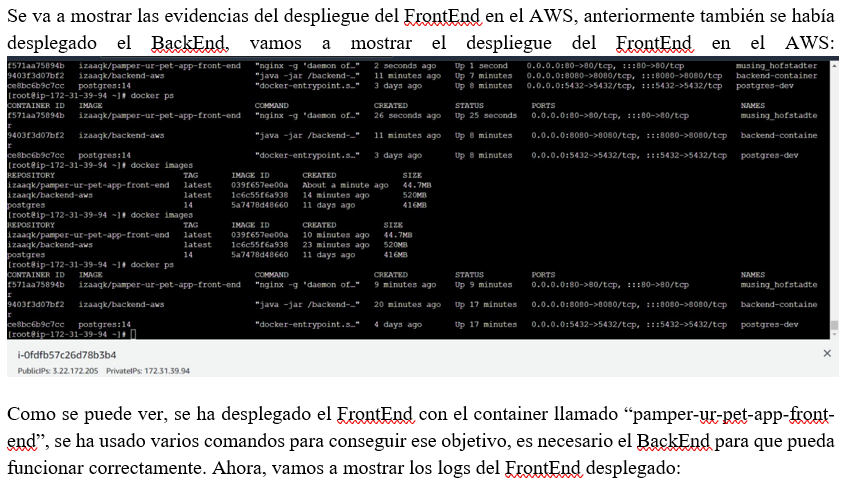 Se va a mostrar las evidencias del despliegue del FrontEnd en el AWS, anteriormente también se había
desplegado el BackEnd, vamos a mostrar el despliegue del FrontEnd en el AWS:
f571aa75894b izaaqk/pamper-ur-pet-app-front-end "nginx -g 'daemon of…" 2 seconds ago Up 1 second 0.0.0.0:80->80/tcp, :::80->80/tcp musing_hofstadter
9403f3d07bf2 izaaqk/backend-aws "java -jar /backend-…" 11 minutes ago Up 7 minutes 0.0.0.0:8080->8080/tcp, :::8080->8080/tcp backend-container
ce8bc6b9c7cc postgres:14 "docker-entrypoint.s…" 3 days ago Up 8 minutes 0.0.0.0:5432->5432/tcp, :::5432->5432/tcp postgres-dev
[root@ip-172-31-39-94 ~]# docker ps
CONTAINER ID IMAGE COMMAND CREATED STATUS PORTS NAMES
f571aa75894b izaaqk/pamper-ur-pet-app-front-end "nginx -g 'daemon of…" 26 seconds ago Up 25 seconds 0.0.0.0:80->80/tcp, :::80->80/tcp musing_hofstadte
r
9403f3d07bf2 izaaqk/backend-aws "java -jar /backend-…" 11 minutes ago Up 8 minutes 0.0.0.0:8080->8080/tcp, :::8080->8080/tcp backend-containe
r
ce8bc6b9c7cc postgres:14 "docker-entrypoint.s…" 3 days ago Up 8 minutes 0.0.0.0:5432->5432/tcp, :::5432->5432/tcp postgres-dev
[root@ip-172-31-39-94 ~]# docker images
REPOSITORY TAG IMAGE ID CREATED SIZE
izaaqk/pamper-ur-pet-app-front-end latest 039f657ee00a About a minute ago 44.7MB
izaaqk/backend-aws latest 1c6c55f6a938 14 minutes ago 520MB
postgres 14 5a7478d48660 11 days ago 416MB
[root@ip-172-31-39-94 ~]# docker images
REPOSITORY TAG IMAGE ID CREATED SIZE
izaaqk/pamper-ur-pet-app-front-end latest 039f657ee00a 10 minutes ago 44.7MB
izaaqk/backend-aws latest 1c6c55f6a938 23 minutes ago 520MB
postgres 14 5a7478d48660 11 days ago 416MB
[root@ip-172-31-39-94 ~]# docker ps
CONTAINER ID IMAGE COMMAND CREATED STATUS PORTS NAMES
f571aa75894b izaaqk/pamper-ur-pet-app-front-end "nginx -g 'daemon of…" 9 minutes ago Up 9 minutes 0.0.0.0:80->80/tcp, :::80->80/tcp musing_hofstadte
r
9403f3d07bf2 izaaqk/backend-aws "java -jar /backend-…" 20 minutes ago Up 17 minutes 0.0.0.0:8080->8080/tcp, :::8080->8080/tcp backend-containe
r
ce8bc6b9c7cc postgres:14 "docker-entrypoint.s…" 4 days ago Up 17 minutes 0.0.0.0:5432->5432/tcp, :::5432->5432/tcp postgres-dev
[root@ip-172-31-39-94 ~]#
i-0fdfb57c26d78b3b4
PublicIPs: 3.22.172.205 PrivateIPs: 172.31.39.94
Como se puede ver, se ha desplegado el FrontEnd con el container llamado “pamper-ur-pet-app-front-
end”, se ha usado varios comandos para conseguir ese objetivo, es necesario el BackEnd para que pueda
funcionar correctamente. Ahora, vamos a mostrar los logs del FrontEnd desplegado: